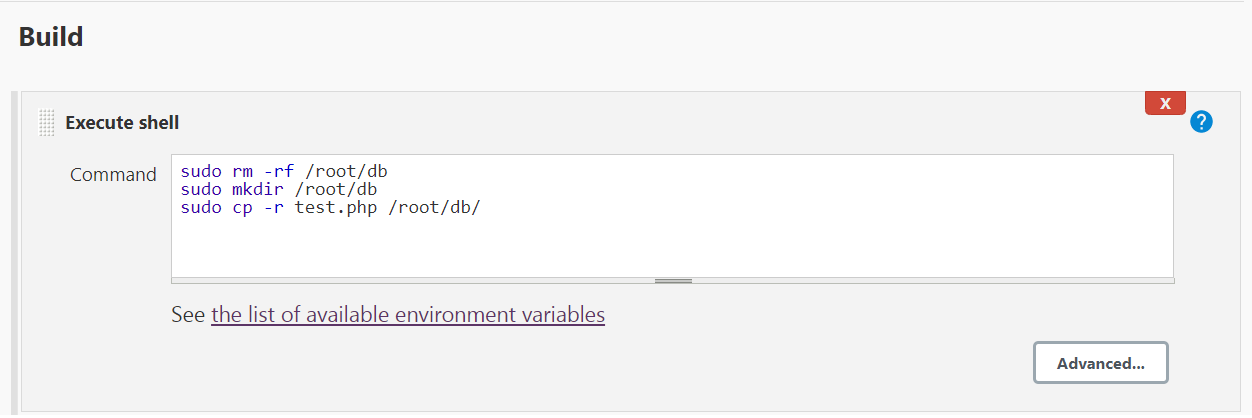 Build
X
Execute shell
?
Command
sudo rm -rf /root/db
sudo mkdir /root/db
sudo cp -r test.php /root/db/
See the list of available environment variables
Advanced...